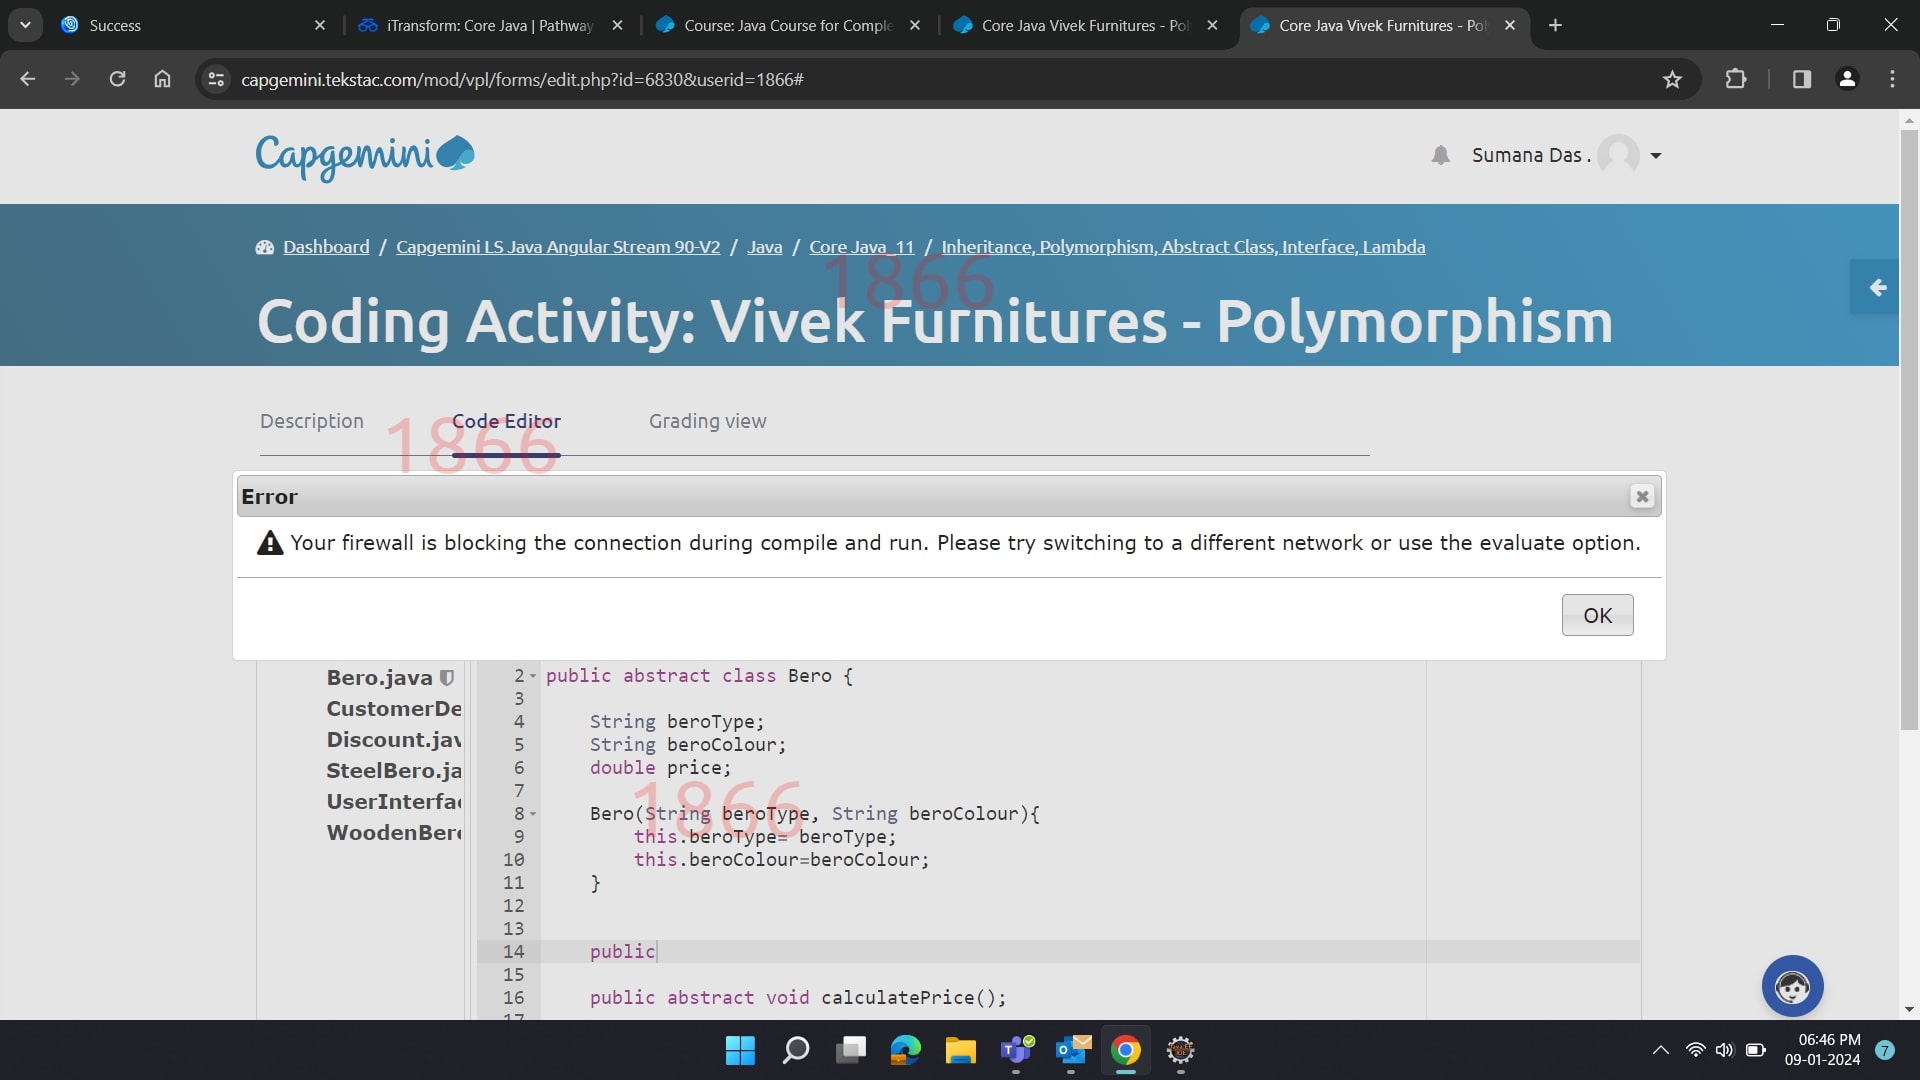 Success
iTransform: Core Java | Pathway
Course: Java Course for Comple
Core Java Vivek Furnitures - Pol
Core Java Vivek Furnitures - Pol
capgemini.tekstac.com/mod/vpl/forms/edit.php?id=6830&userid=1866#
Capgemini
Sumana Das .
Dashboard / Capgemini LS Java Angular Stream 90-V2 / Java / Core Java_11 / Inheritance, Polymorphism, Abstract Class, Interface, Lambda
1866
Coding Activity: Vivek Furnitures - Polymorphism
Description Code Editor Grading view
1866
Error
Your firewall is blocking the connection during compile and run. Please try switching to a different network or use the evaluate option.
OK
Bero.java
CustomerDe
Discount.jav
SteelBero.ja
UserInterfac
WoodenBero
2 public abstract class Bero {
3
4 String beroType;
5 String beroColour;
6 double price;
7
8 Bero(String beroType, String beroColour){
9 this.beroType= beroType;
10 this.beroColour=beroColour;
11 }
12
13
14 public
15
16 public abstract void calculatePrice();
17
1866
06:46 PM
09-01-2024
7